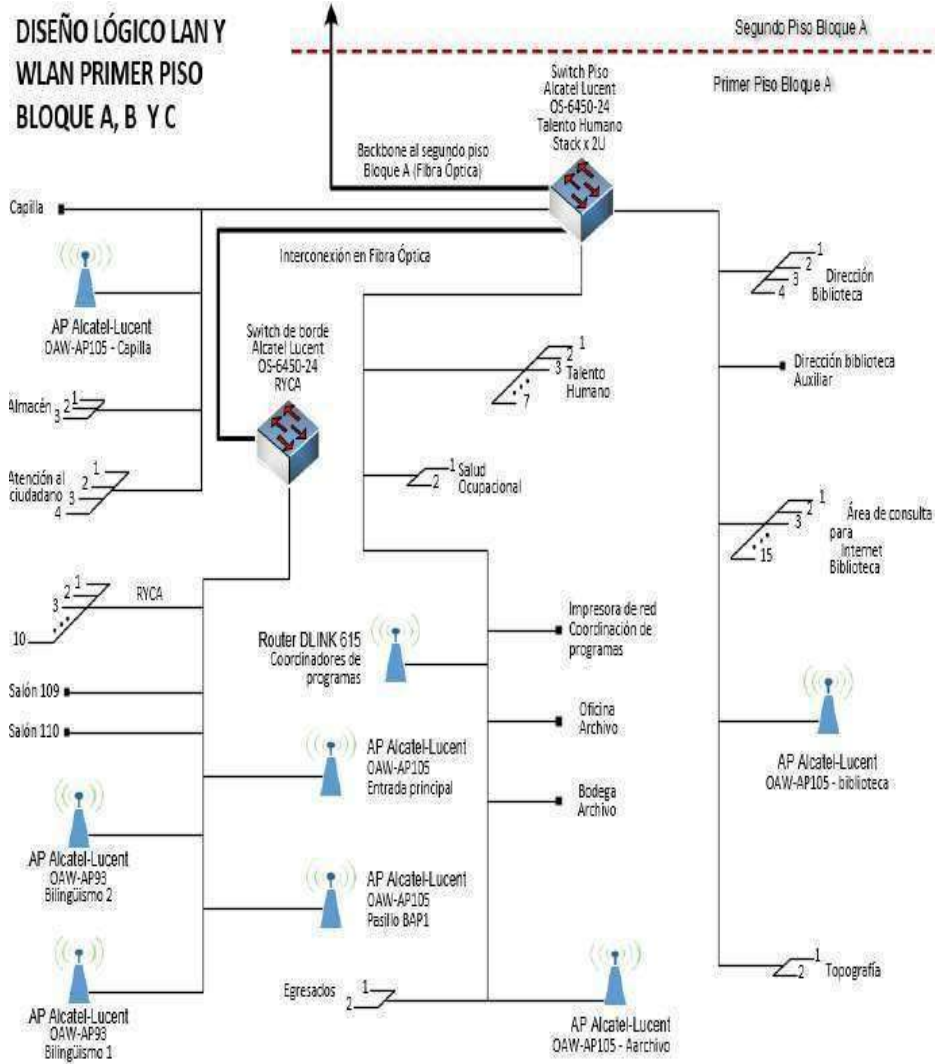 DISEÑO LÓGICO LAN Y
WLAN PRIMER PISO
BLOQUE A, B Y C
Segundo Piso Bloque A
Primer Piso Bloque A
Switch Piso
Alcatel Lucent
OS-6450-24
Talento Humano
Stack x 2U
Backbone al segundo piso
Bloque A (Fibra Óptica)
Capilla
Interconexión en Fibra Óptica
AP Alcatel-Lucent
OAW-AP105 - Capilla
Switch de borde
Alcatel Lucent
OS-6450-24
RYCA
1
2
3
4
Dirección
Biblioteca
Dirección biblioteca
Auxiliar
1
2
3
7
Talento
Humano
Almacén
1
2
3
Atención al
ciudadano
1
2
3
4
1
2
Salud
Ocupacional
1
2
3
15
Área de consulta
para
Internet
Biblioteca
RYCA
1
2
3
10
Router DLINK 615
Coordinadores de
programas
Impresora de red
Coordinación de
programas
Salón 109
Salón 110
Oficina
Archivo
AP Alcatel-Lucent
OAW-AP105
Entrada principal
AP Alcatel-Lucent
OAW-AP105 - biblioteca
Bodega
Archivo
AP Alcatel-Lucent
OAW-AP93
Bilingüismo 2
AP Alcatel-Lucent
OAW-AP105
Pasillo BAP1
Egresados
1
2
1
2
Topografía
AP Alcatel-Lucent
OAW-AP93
Bilingüismo 1
AP Alcatel-Lucent
OAW-AP105 - Aarchivo